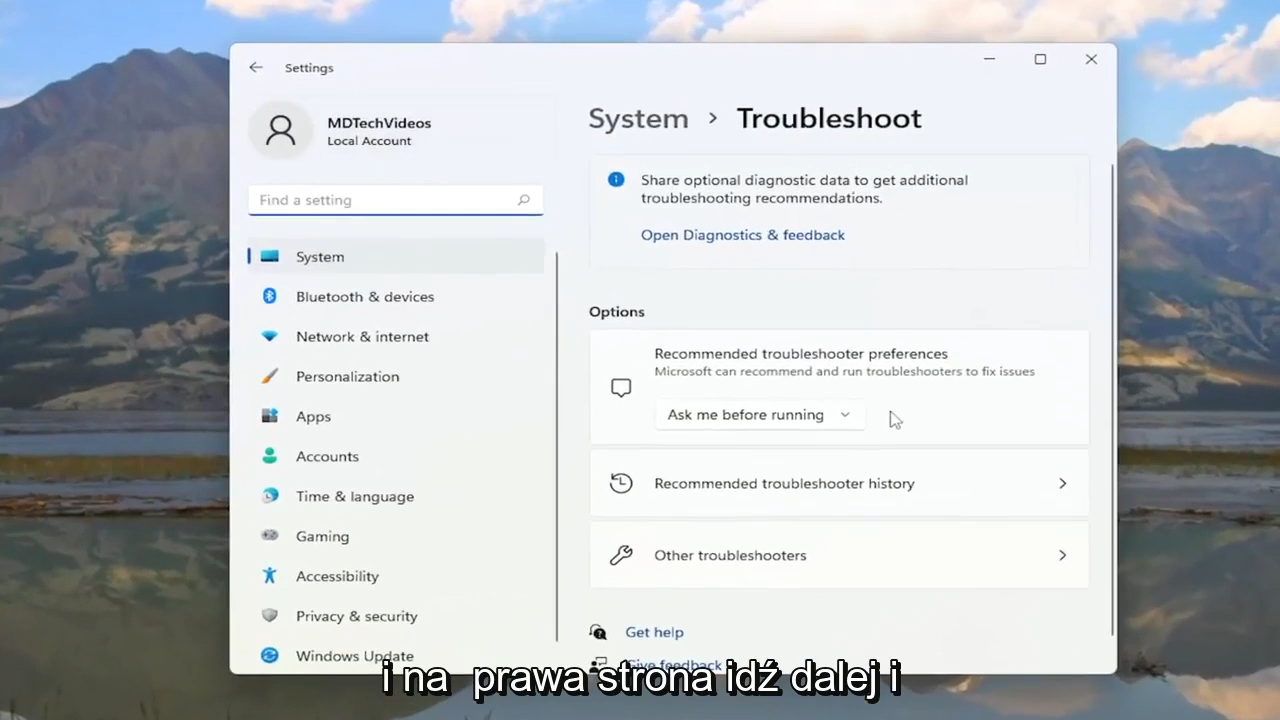 Settings
MDTechVideos
Local Account
Find a setting
System
Bluetooth & devices
Network & internet
Personalization
Apps
Accounts
Time & language
Gaming
Accessibility
Privacy & security
Windows Update
System > Troubleshoot
Share optional diagnostic data to get additional
troubleshooting recommendations.
Open Diagnostics & feedback
Options
Recommended troubleshooter preferences
Microsoft can recommend and run troubleshooters to fix issues
Ask me before running
Recommended troubleshooter history
Other troubleshooters
Get help
Give feedback
i na prawa strona idź dalej i